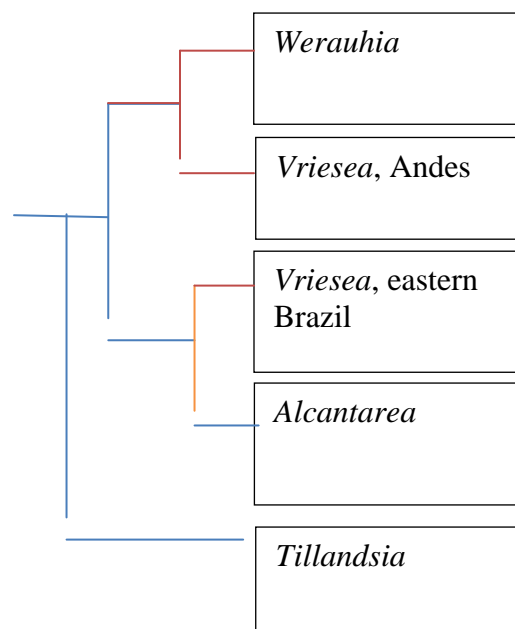 Werauhia
Vriesea, Andes
Vriesea, eastern
Brazil
Alcantarea
Tillandsia